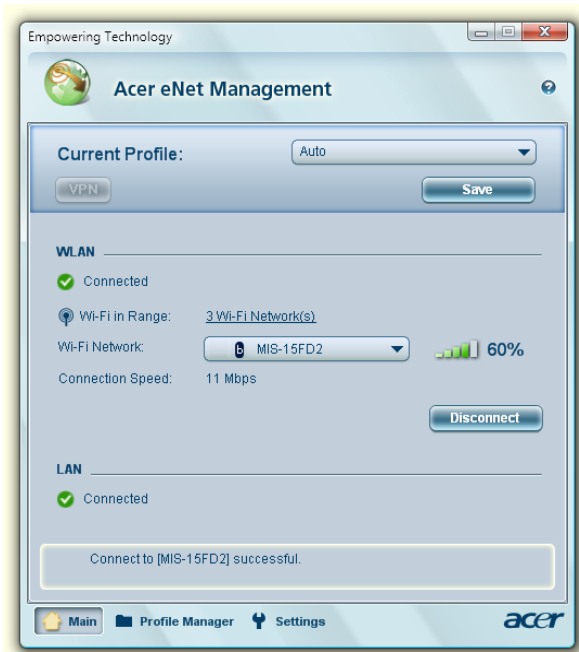 Empowering Technology
Acer eNet Management
Current Profile: Auto
VPN Save
WLAN
Connected
Wi-Fi in Range: 3 Wi-Fi Network(s)
Wi-Fi Network: b MIS-15FD2 60%
Connection Speed: 11 Mbps
Disconnect
LAN
Connected
Connect to [MIS-15FD2] successful.
Main Profile Manager Settings acer